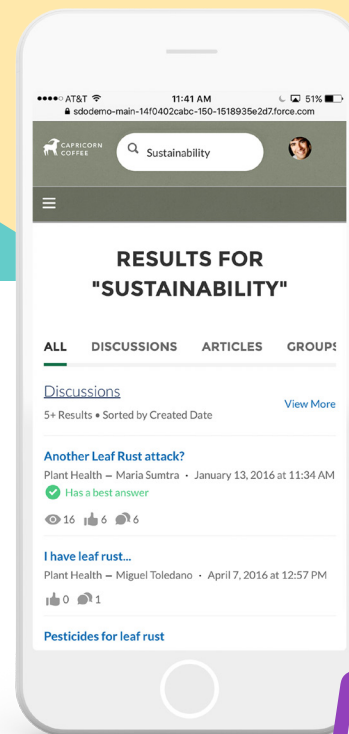 AT&T 11:41 AM 51%
sdodemo-main-14f0402cabc-150-1518935e2d7.force.com
CAPRICORN
COFFEE
Sustainability
RESULTS FOR
"SUSTAINABILITY"
ALL DISCUSSIONS ARTICLES GROUPS
Discussions
View More
5+ Results • Sorted by Created Date
Another Leaf Rust attack?
Plant Health – Maria Sumtra • January 13, 2016 at 11:34 AM
Has a best answer
16 6 6
I have leaf rust...
Plant Health – Miguel Toledano • April 7, 2016 at 12:57 PM
0 1
Pesticides for leaf rust